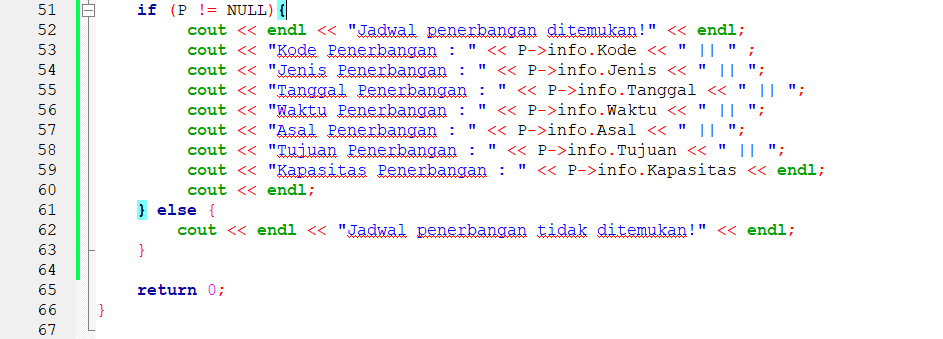 51 if (P != NULL){
52 cout << endl << "Jadwal penerbangan ditemukan!" << endl;
53 cout << "Kode Penerbangan : " << P->info.Kode << " || " ;
54 cout << "Jenis Penerbangan : " << P->info.Jenis << " || ";
55 cout << "Tanggal Penerbangan : " << P->info.Tanggal << " || ";
56 cout << "Waktu Penerbangan : " << P->info.Waktu << " || ";
57 cout << "Asal Penerbangan : " << P->info.Asal << " || ";
58 cout << "Tujuan Penerbangan : " << P->info.Tujuan << " || ";
59 cout << "Kapasitas Penerbangan : " << P->info.Kapasitas << endl;
60 cout << endl;
61 } else {
62 cout << endl << "Jadwal penerbangan tidak ditemukan!" << endl;
63 }
64
65 return 0;
66 }
67